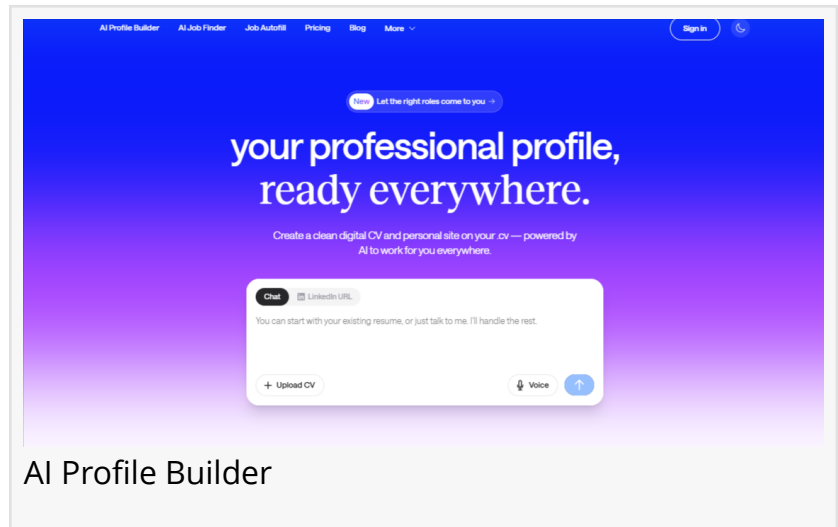 AI Profile Builder AI Job Finder Job Autofill Pricing Blog More Sign in
New Let the right roles come to you →
your professional profile,
ready everywhere.
Create a clean digital CV and personal site on your .cv — powered by
AI to work for you everywhere.
Chat LinkedIn URL
You can start with your existing resume, or just talk to me. I'll handle the rest.
+ Upload CV Voice
AI Profile Builder